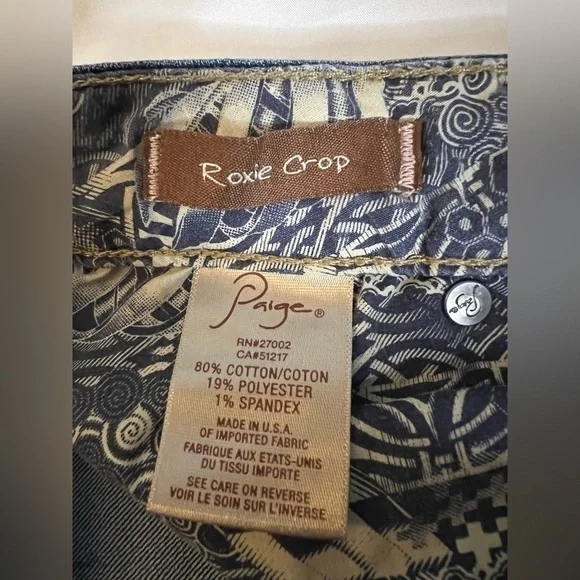 Roxie Crop
Paige®
RN#27002
CA#51217
80% COTTON/COTON
19% POLYESTER
1% SPANDEX
MADE IN U.S.A.
OF IMPORTED FABRIC
FABRIQUE AUX ETATS-UNIS
DU TISSU IMPORTE
SEE CARE ON REVERSE
VOIR LE SOIN SUR L'INVERSE